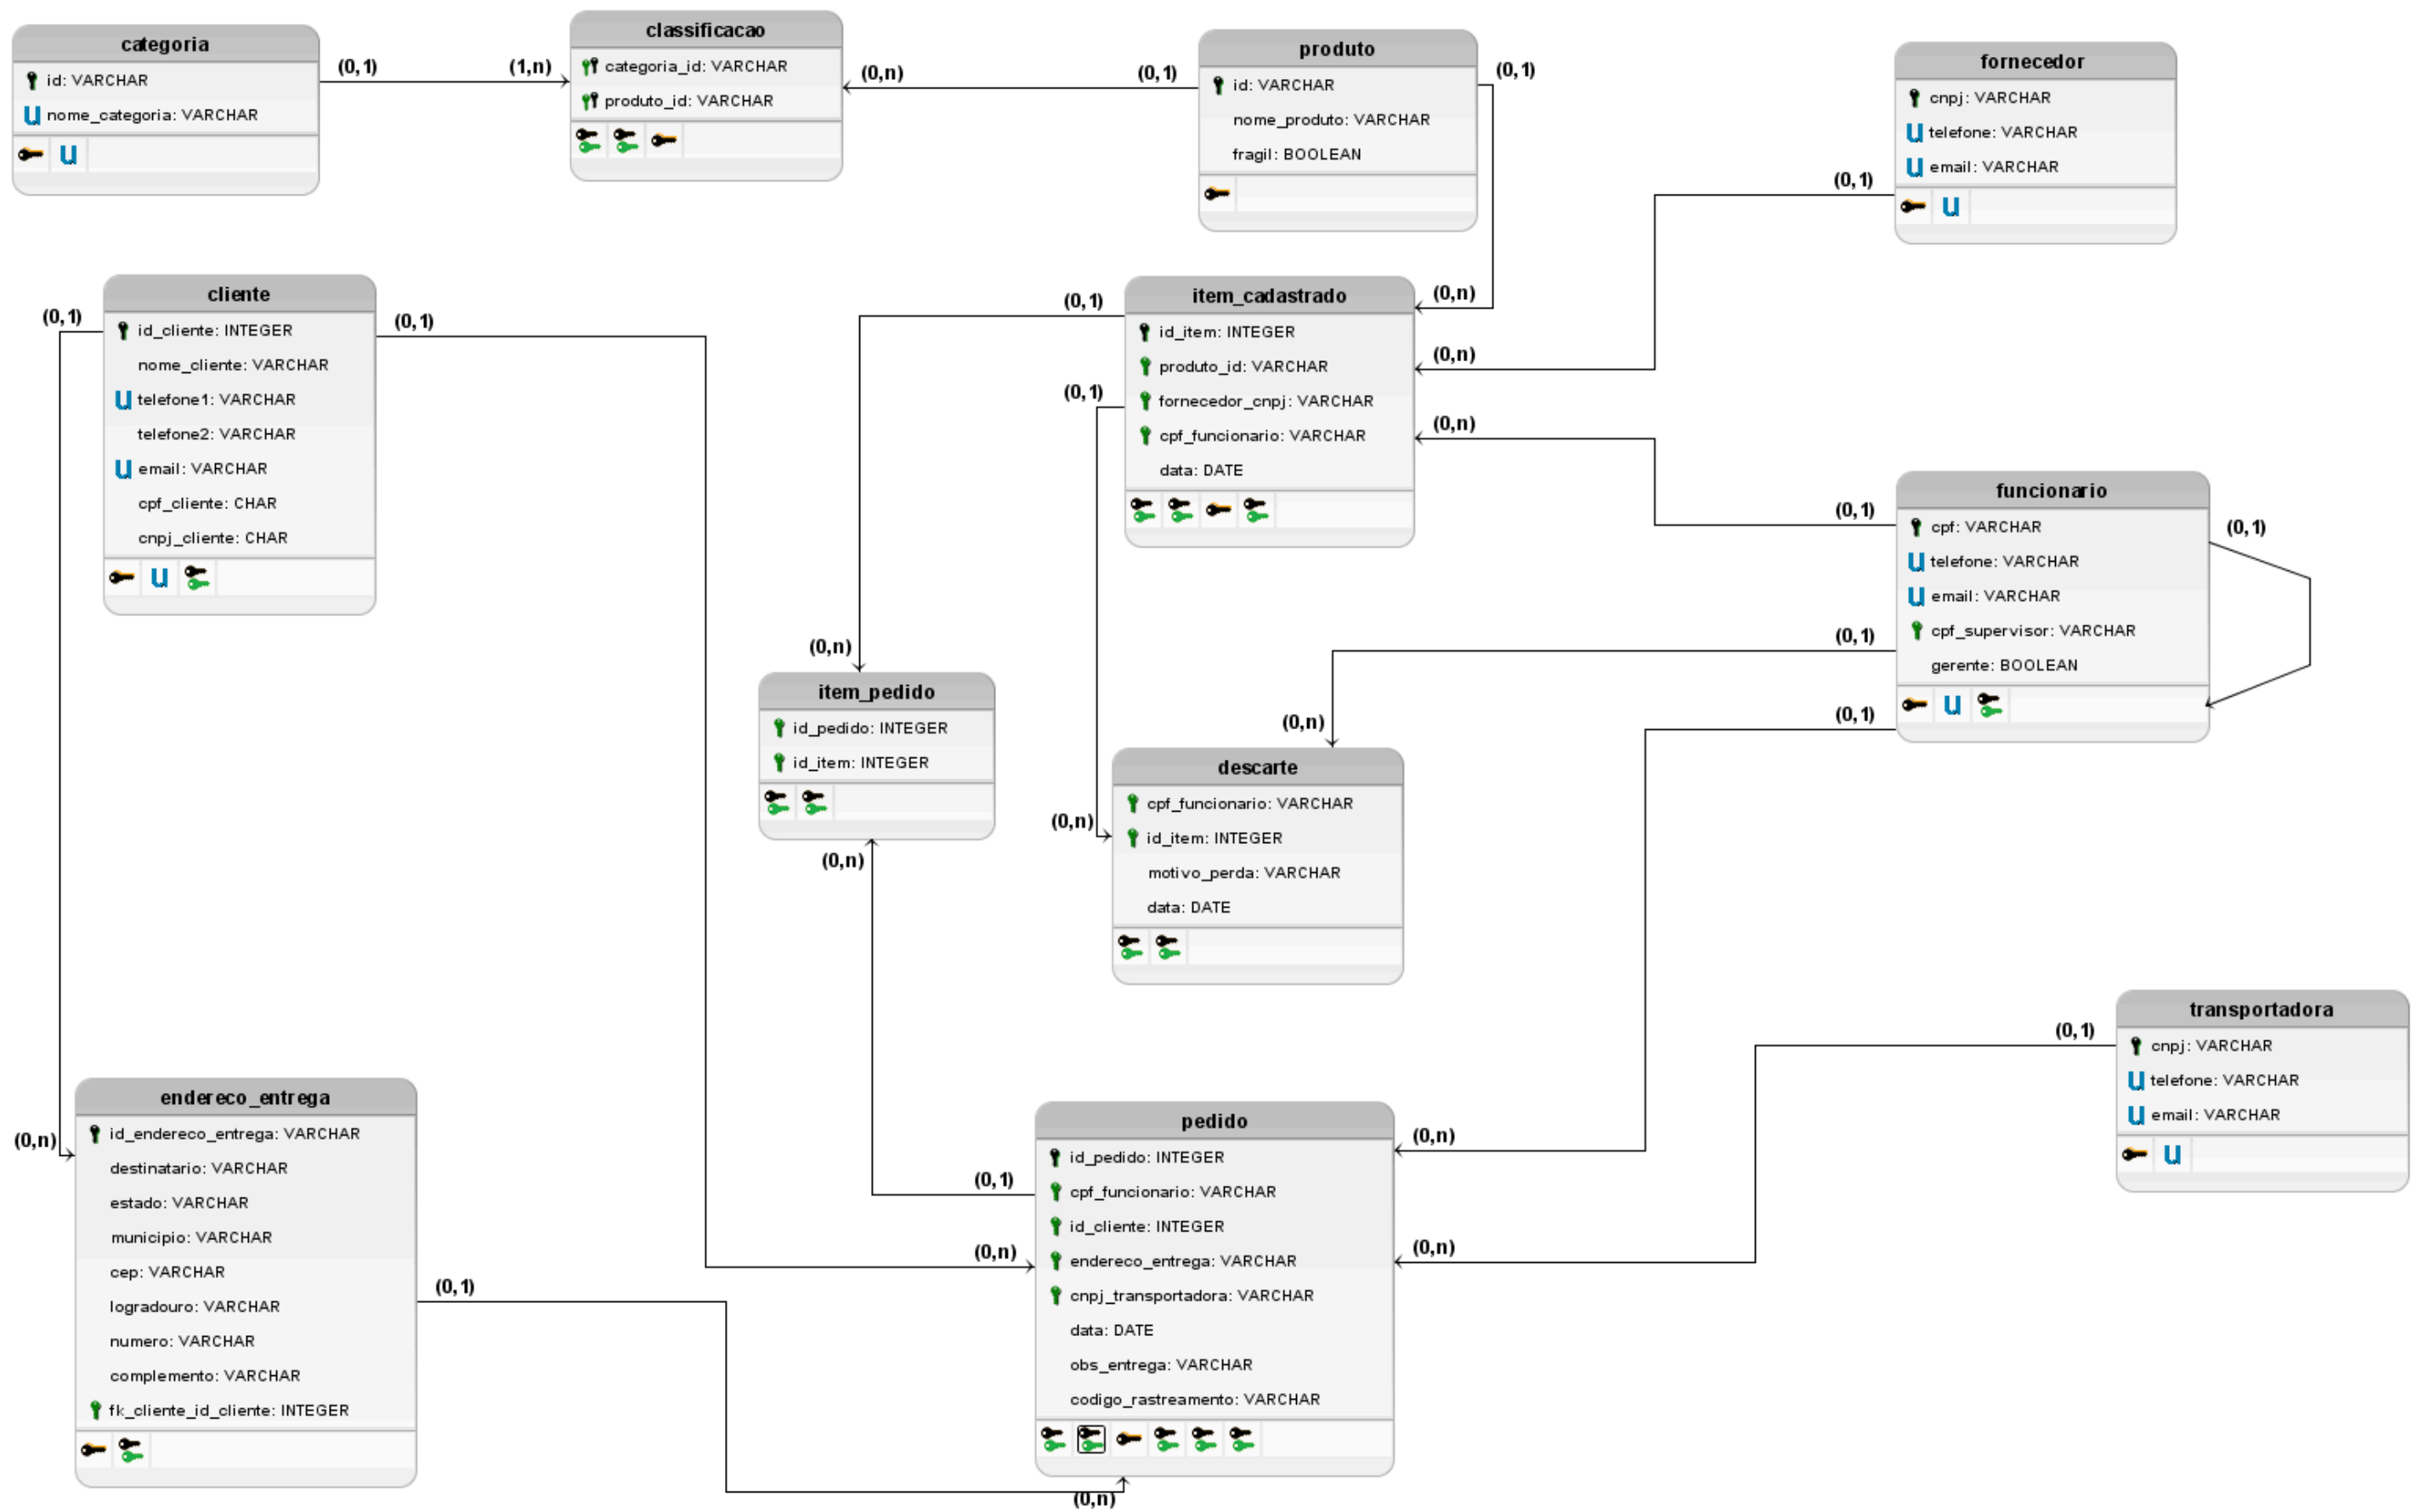 categoria
id: VARCHAR
U nome_categoria: VARCHAR
U
(0,1)
(1,n)
classificacao
categoria_id: VARCHAR
produto_id: VARCHAR
(0,n)
(0,1)
produto
id: VARCHAR
nome_produto: VARCHAR
fragil: BOOLEAN
(0,1)
fornecedor
cnpj: VARCHAR
U telefone: VARCHAR
U email: VARCHAR
U
(0,1)
cliente
id_cliente: INTEGER
nome_cliente: VARCHAR
U telefone1: VARCHAR
telefone2: VARCHAR
U email: VARCHAR
cpf_cliente: CHAR
cnpj_cliente: CHAR
U
(0,1)
(0,1)
(0,1)
(0,1)
item_cadastrado
id_item: INTEGER
produto_id: VARCHAR
fornecedor_cnpj: VARCHAR
cpf_funcionario: VARCHAR
data: DATE
(0,n)
(0,n)
(0,n)
funcionario
cpf: VARCHAR
U telefone: VARCHAR
U email: VARCHAR
cpf_supervisor: VARCHAR
gerente: BOOLEAN
U
(0,1)
(0,1)
(0,1)
(0,1)
(0,n)
item_pedido
id_pedido: INTEGER
id_item: INTEGER
(0,n)
(0,n)
(0,n)
descarte
cpf_funcionario: VARCHAR
id_item: INTEGER
motivo_perda: VARCHAR
data: DATE
transportadora
cnpj: VARCHAR
U telefone: VARCHAR
U email: VARCHAR
U
(0,1)
(0,n)
endereco_entrega
id_endereco_entrega: VARCHAR
destinatario: VARCHAR
estado: VARCHAR
municipio: VARCHAR
cep: VARCHAR
logradouro: VARCHAR
numero: VARCHAR
complemento: VARCHAR
fk_cliente_id_cliente: INTEGER
(0,1)
(0,1)
(0,n)
pedido
id_pedido: INTEGER
cpf_funcionario: VARCHAR
id_cliente: INTEGER
endereco_entrega: VARCHAR
cnpj_transportadora: VARCHAR
data: DATE
obs_entrega: VARCHAR
codigo_rastreamento: VARCHAR
(0,n)
(0,n)
(0,n)